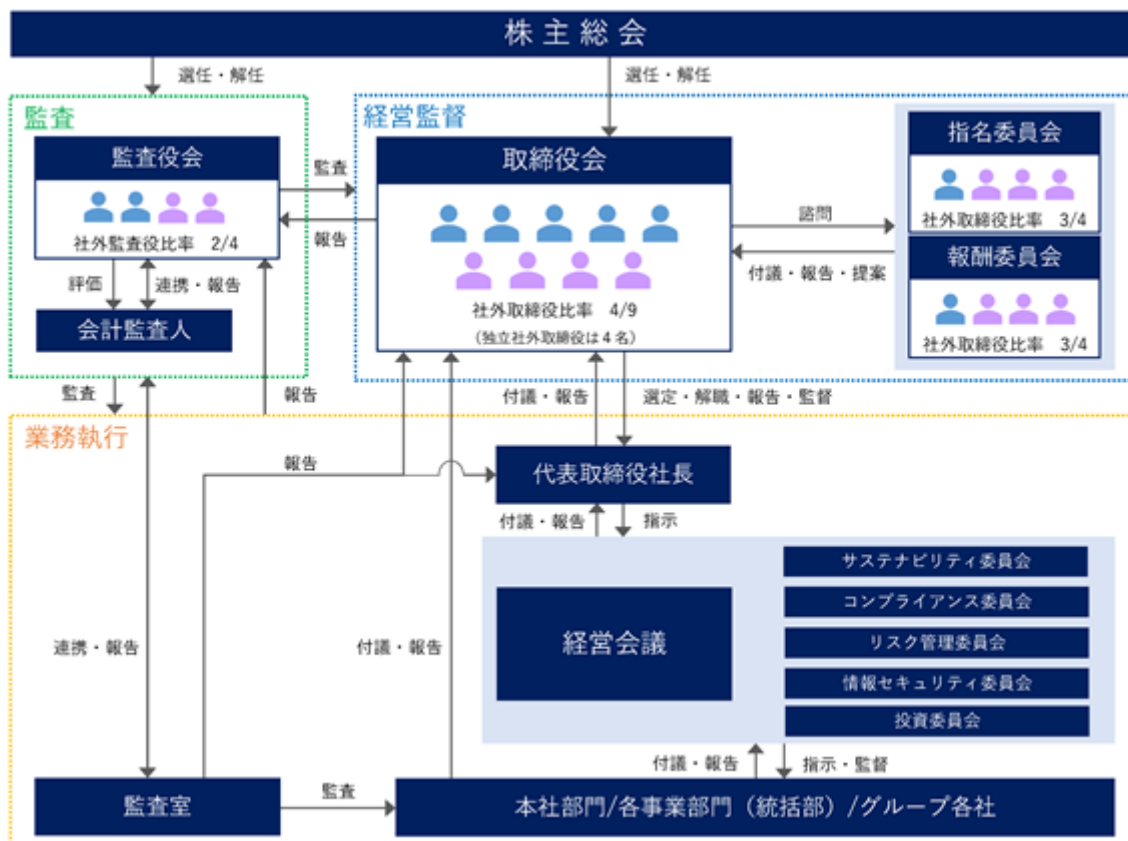 株主総会
選任・解任
選任・解任
監査
監査役会
社外監査役比率 2/4
評価
連携・報告
会計監査人
監査
報告
経営監督
取締役会
社外取締役比率 4/9
(独立社外取締役は4名)
諮問
付議・報告・提案
指名委員会
社外取締役比率 3/4
報酬委員会
社外取締役比率 3/4
監査
報告
付議・報告
選定・解職・報告・監督
業務執行
報告
代表取締役社長
付議・報告
指示
経営会議
サステナビリティ委員会
コンプライアンス委員会
リスク管理委員会
情報セキュリティ委員会
投資委員会
連携・報告
付議・報告
付議・報告
指示・監督
監査室
監査
本社部門/各事業部門(統括部)/グループ各社